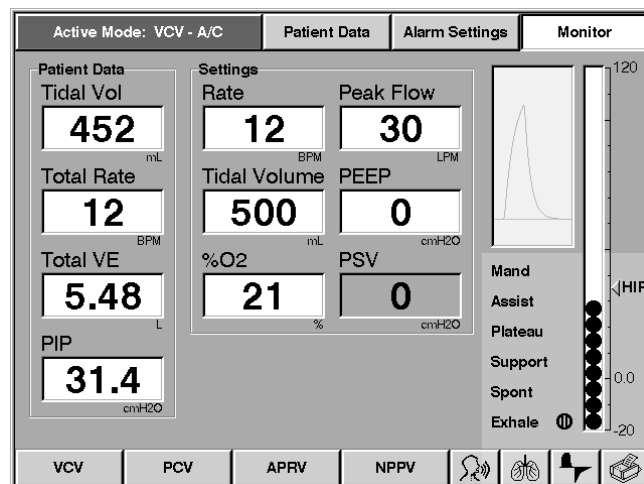 Active Mode: VCV - A/C
Patient Data
Alarm Settings
Monitor
Patient Data
Tidal Vol
452
mL
Total Rate
12
BPM
Total VE
5.48
L
PIP
31.4
cmH2O
Settings
Rate
12
BPM
Peak Flow
30
LPM
Tidal Volume
500
mL
PEEP
0
cmH2O
%O2
21
%
PSV
0
cmH2O
Mand
Assist
Plateau
Support
Spont
Exhale
120
HIP
0.0
-20
VCV
PCV
APRV
NPPV